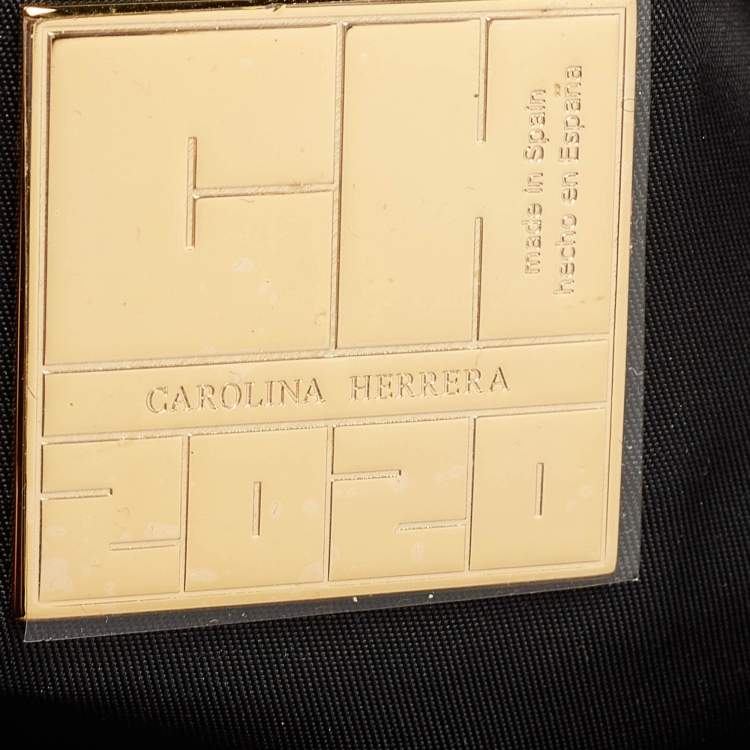 CH
made in Spain
hecho en España
CAROLINA HERRERA
2020